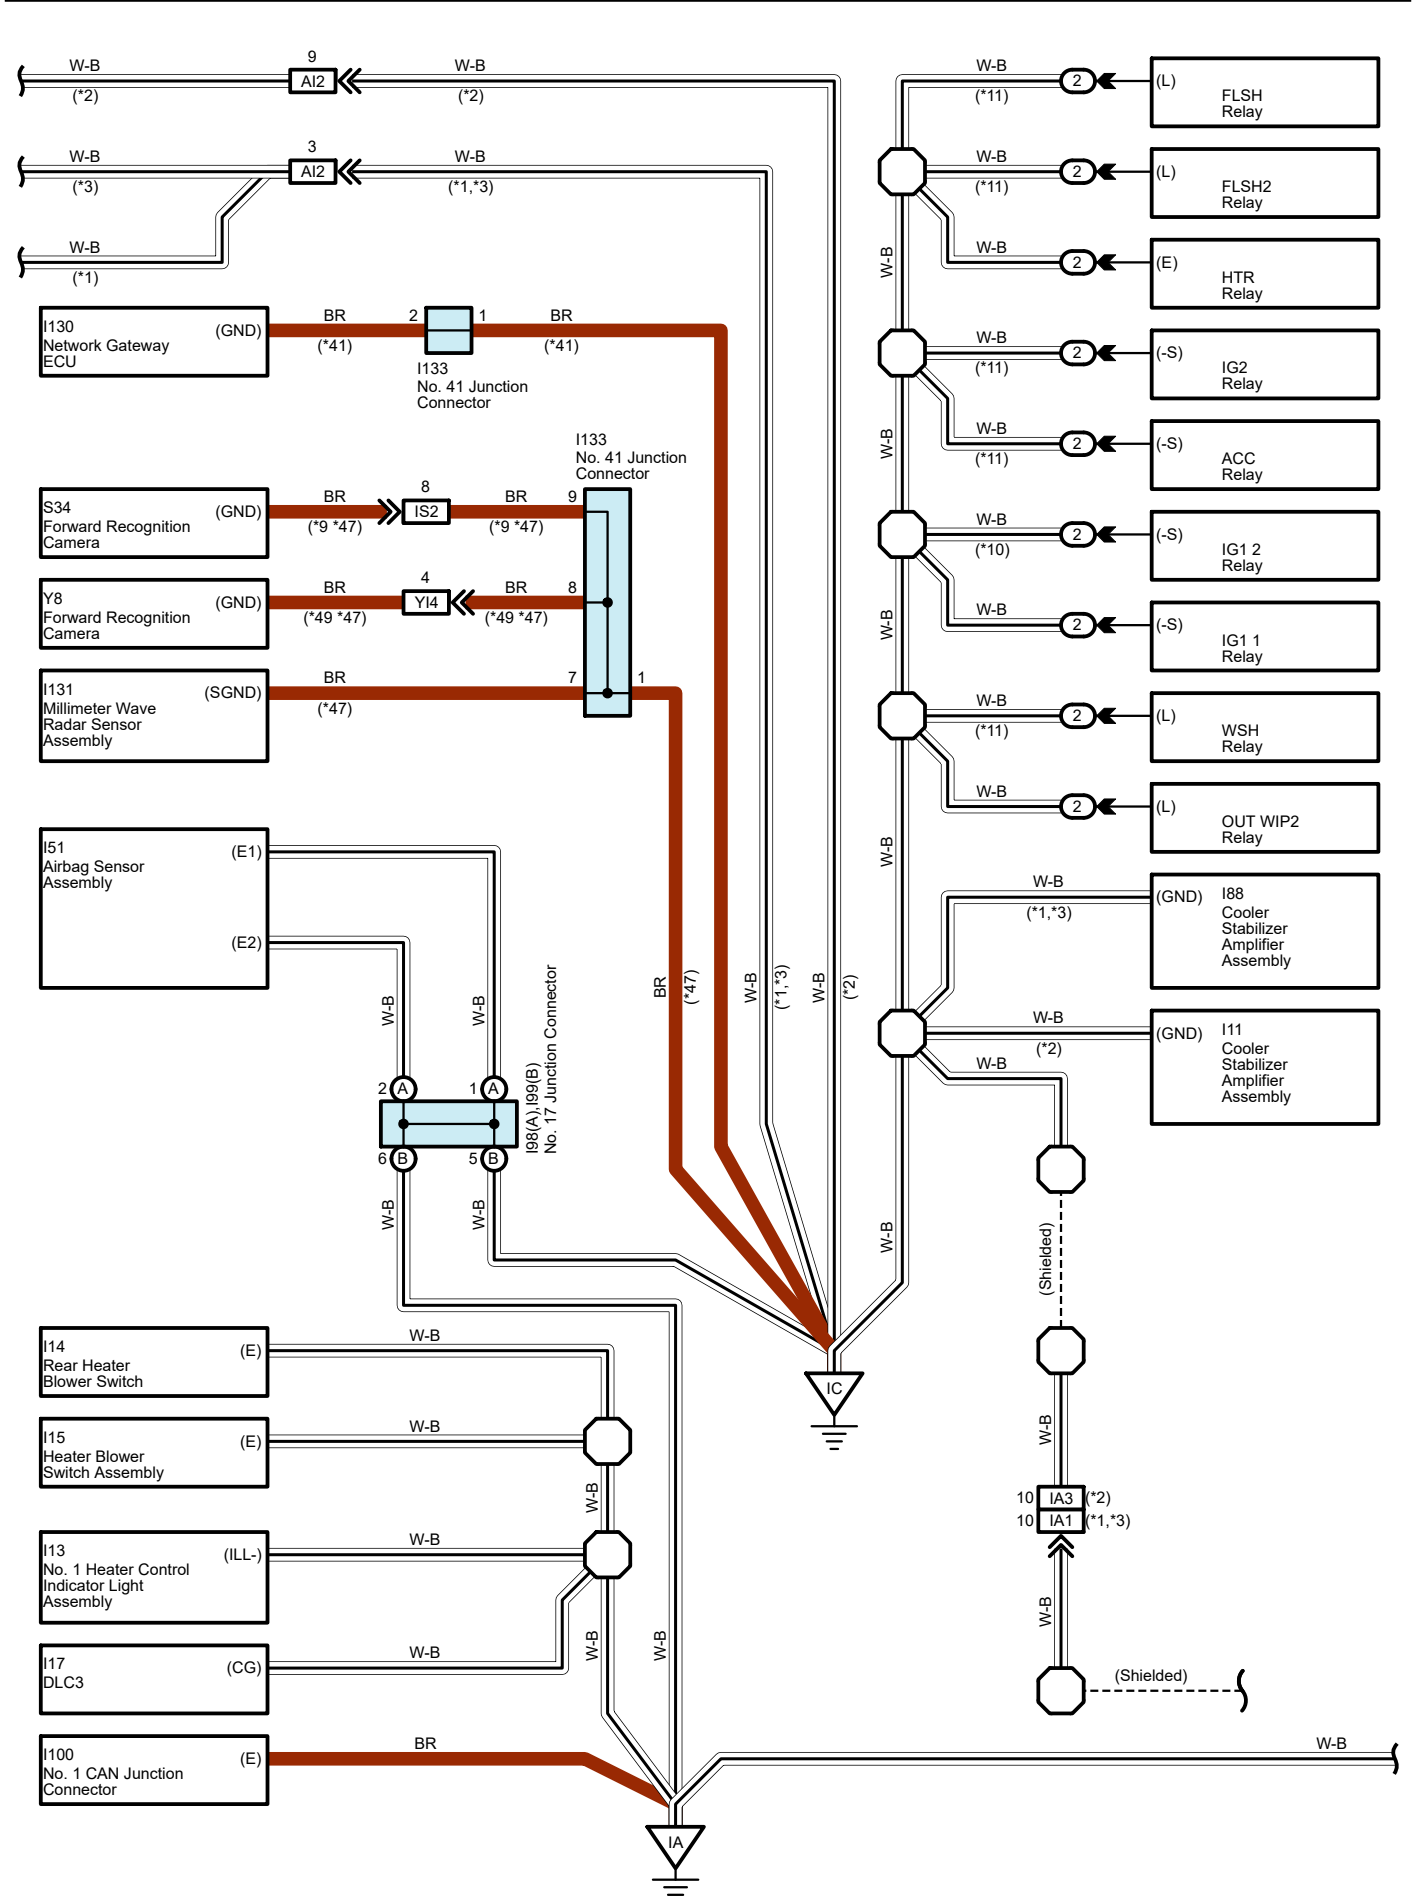 9
W-B
AI2
W-B
(*2)
(*2)
3
W-B
AI2
W-B
(*3)
(*1,*3)
W-B
(*1)
I130
Network Gateway
ECU
(GND)
BR
(*41)
2
1
BR
(*41)
I133
No. 41 Junction
Connector
I133
No. 41 Junction
Connector
S34
Forward Recognition
Camera
(GND)
BR
(*9 *47)
8
IS2
BR
(*9 *47)
9
Y8
Forward Recognition
Camera
(GND)
BR
(*49 *47)
4
YI4
BR
(*49 *47)
8
I131
Millimeter Wave
Radar Sensor
Assembly
(SGND)
BR
(*47)
7
1
I51
Airbag Sensor
Assembly
(E1)
(E2)
W-B
W-B
2
A
1
A
6
B
5
B
I98(A),I99(B)
No. 17 Junction Connector
W-B
W-B
BR
(*47)
W-B
(*1,*3)
W-B
(*2)
I14
Rear Heater
Blower Switch
(E)
W-B
I15
Heater Blower
Switch Assembly
(E)
W-B
W-B
I13
No. 1 Heater Control
Indicator Light
Assembly
(ILL-)
W-B
I17
DLC3
(CG)
W-B
W-B
W-B
I100
No. 1 CAN Junction
Connector
(E)
BR
IA
IC
W-B
W-B
(*11)
2
(L)
FLSH
Relay
W-B
(*11)
2
(L)
FLSH2
Relay
W-B
W-B
2
(E)
HTR
Relay
W-B
(*11)
2
(-S)
IG2
Relay
W-B
W-B
(*11)
2
(-S)
ACC
Relay
W-B
(*10)
2
(-S)
IG1 2
Relay
W-B
W-B
2
(-S)
IG1 1
Relay
W-B
(*11)
2
(L)
WSH
Relay
W-B
W-B
2
(L)
OUT WIP2
Relay
W-B
(*1,*3)
(GND)
I88
Cooler
Stabilizer
Amplifier
Assembly
W-B
(*2)
(GND)
I11
Cooler
Stabilizer
Amplifier
Assembly
W-B
W-B
(Shielded)
W-B
10
IA3
(*2)
10
IA1
(*1,*3)
W-B
(Shielded)